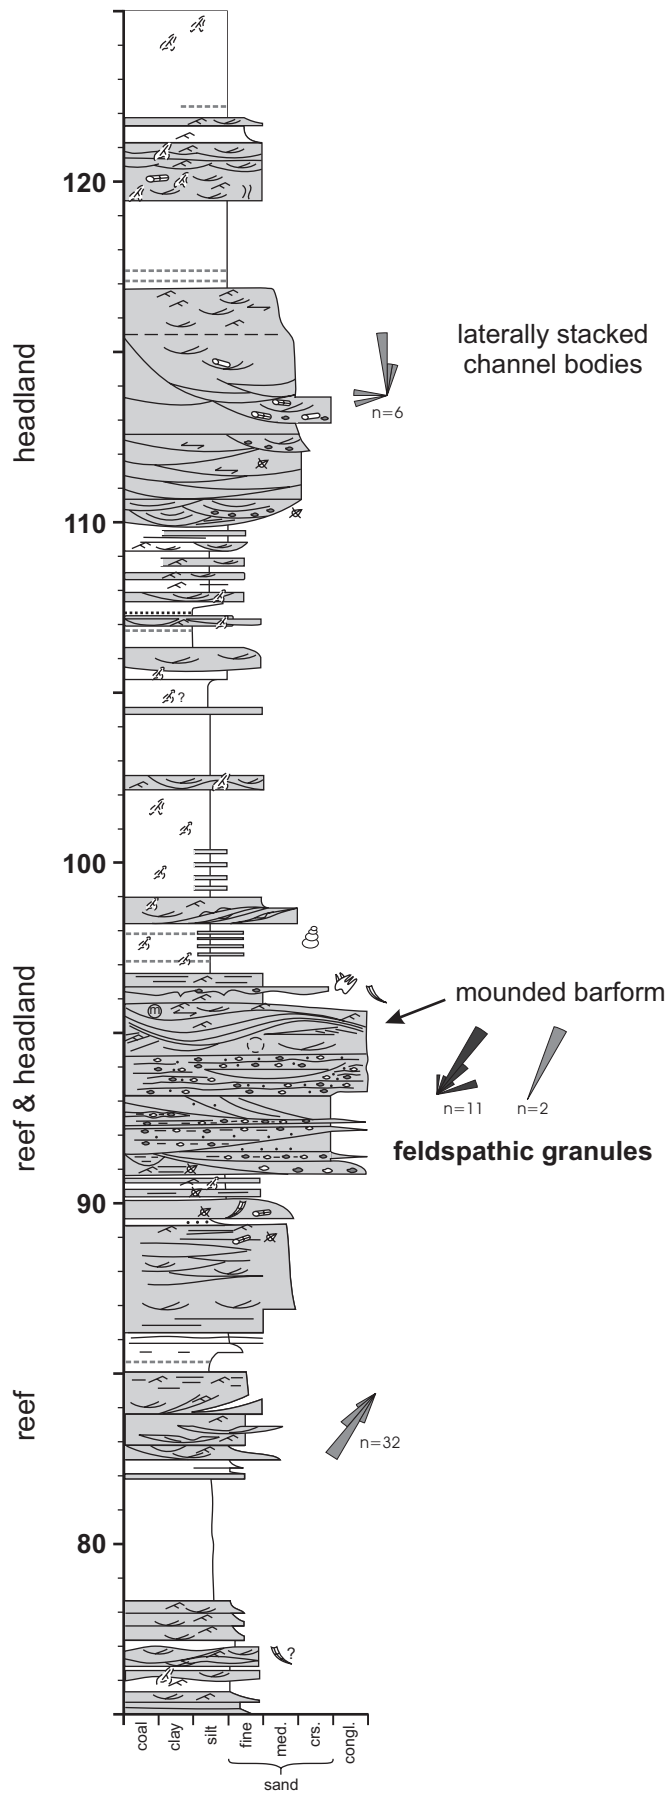 120
headland
laterally stacked
channel bodies
n=6
110
?
100
reef & headland
m
mounded barform
n=11
n=2
feldspathic granules
90
reef
n=32
80
?
coal
clay
silt
fine
med.
crs.
congl.
sand